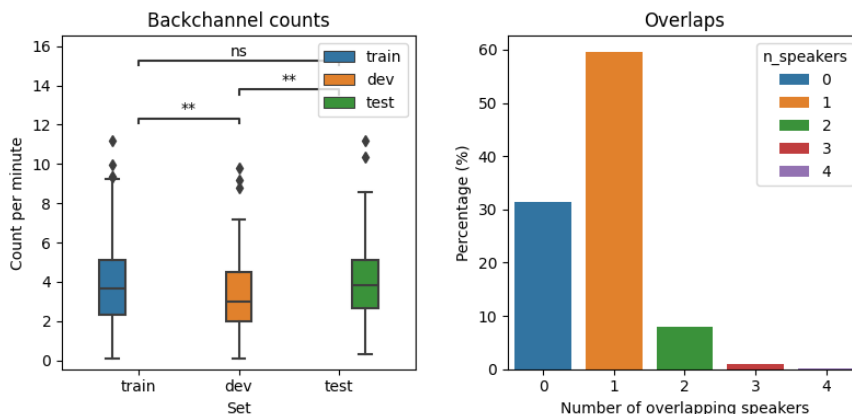 Backchannel counts
16
14
12
10
8
6
4
2
0
Count per minute
ns
**
**
train
dev
test
train
dev
test
Set
Overlaps
60
50
40
30
20
10
0
Percentage (%)
n_speakers
0
1
2
3
4
0
1
2
3
4
Number of overlapping speakers